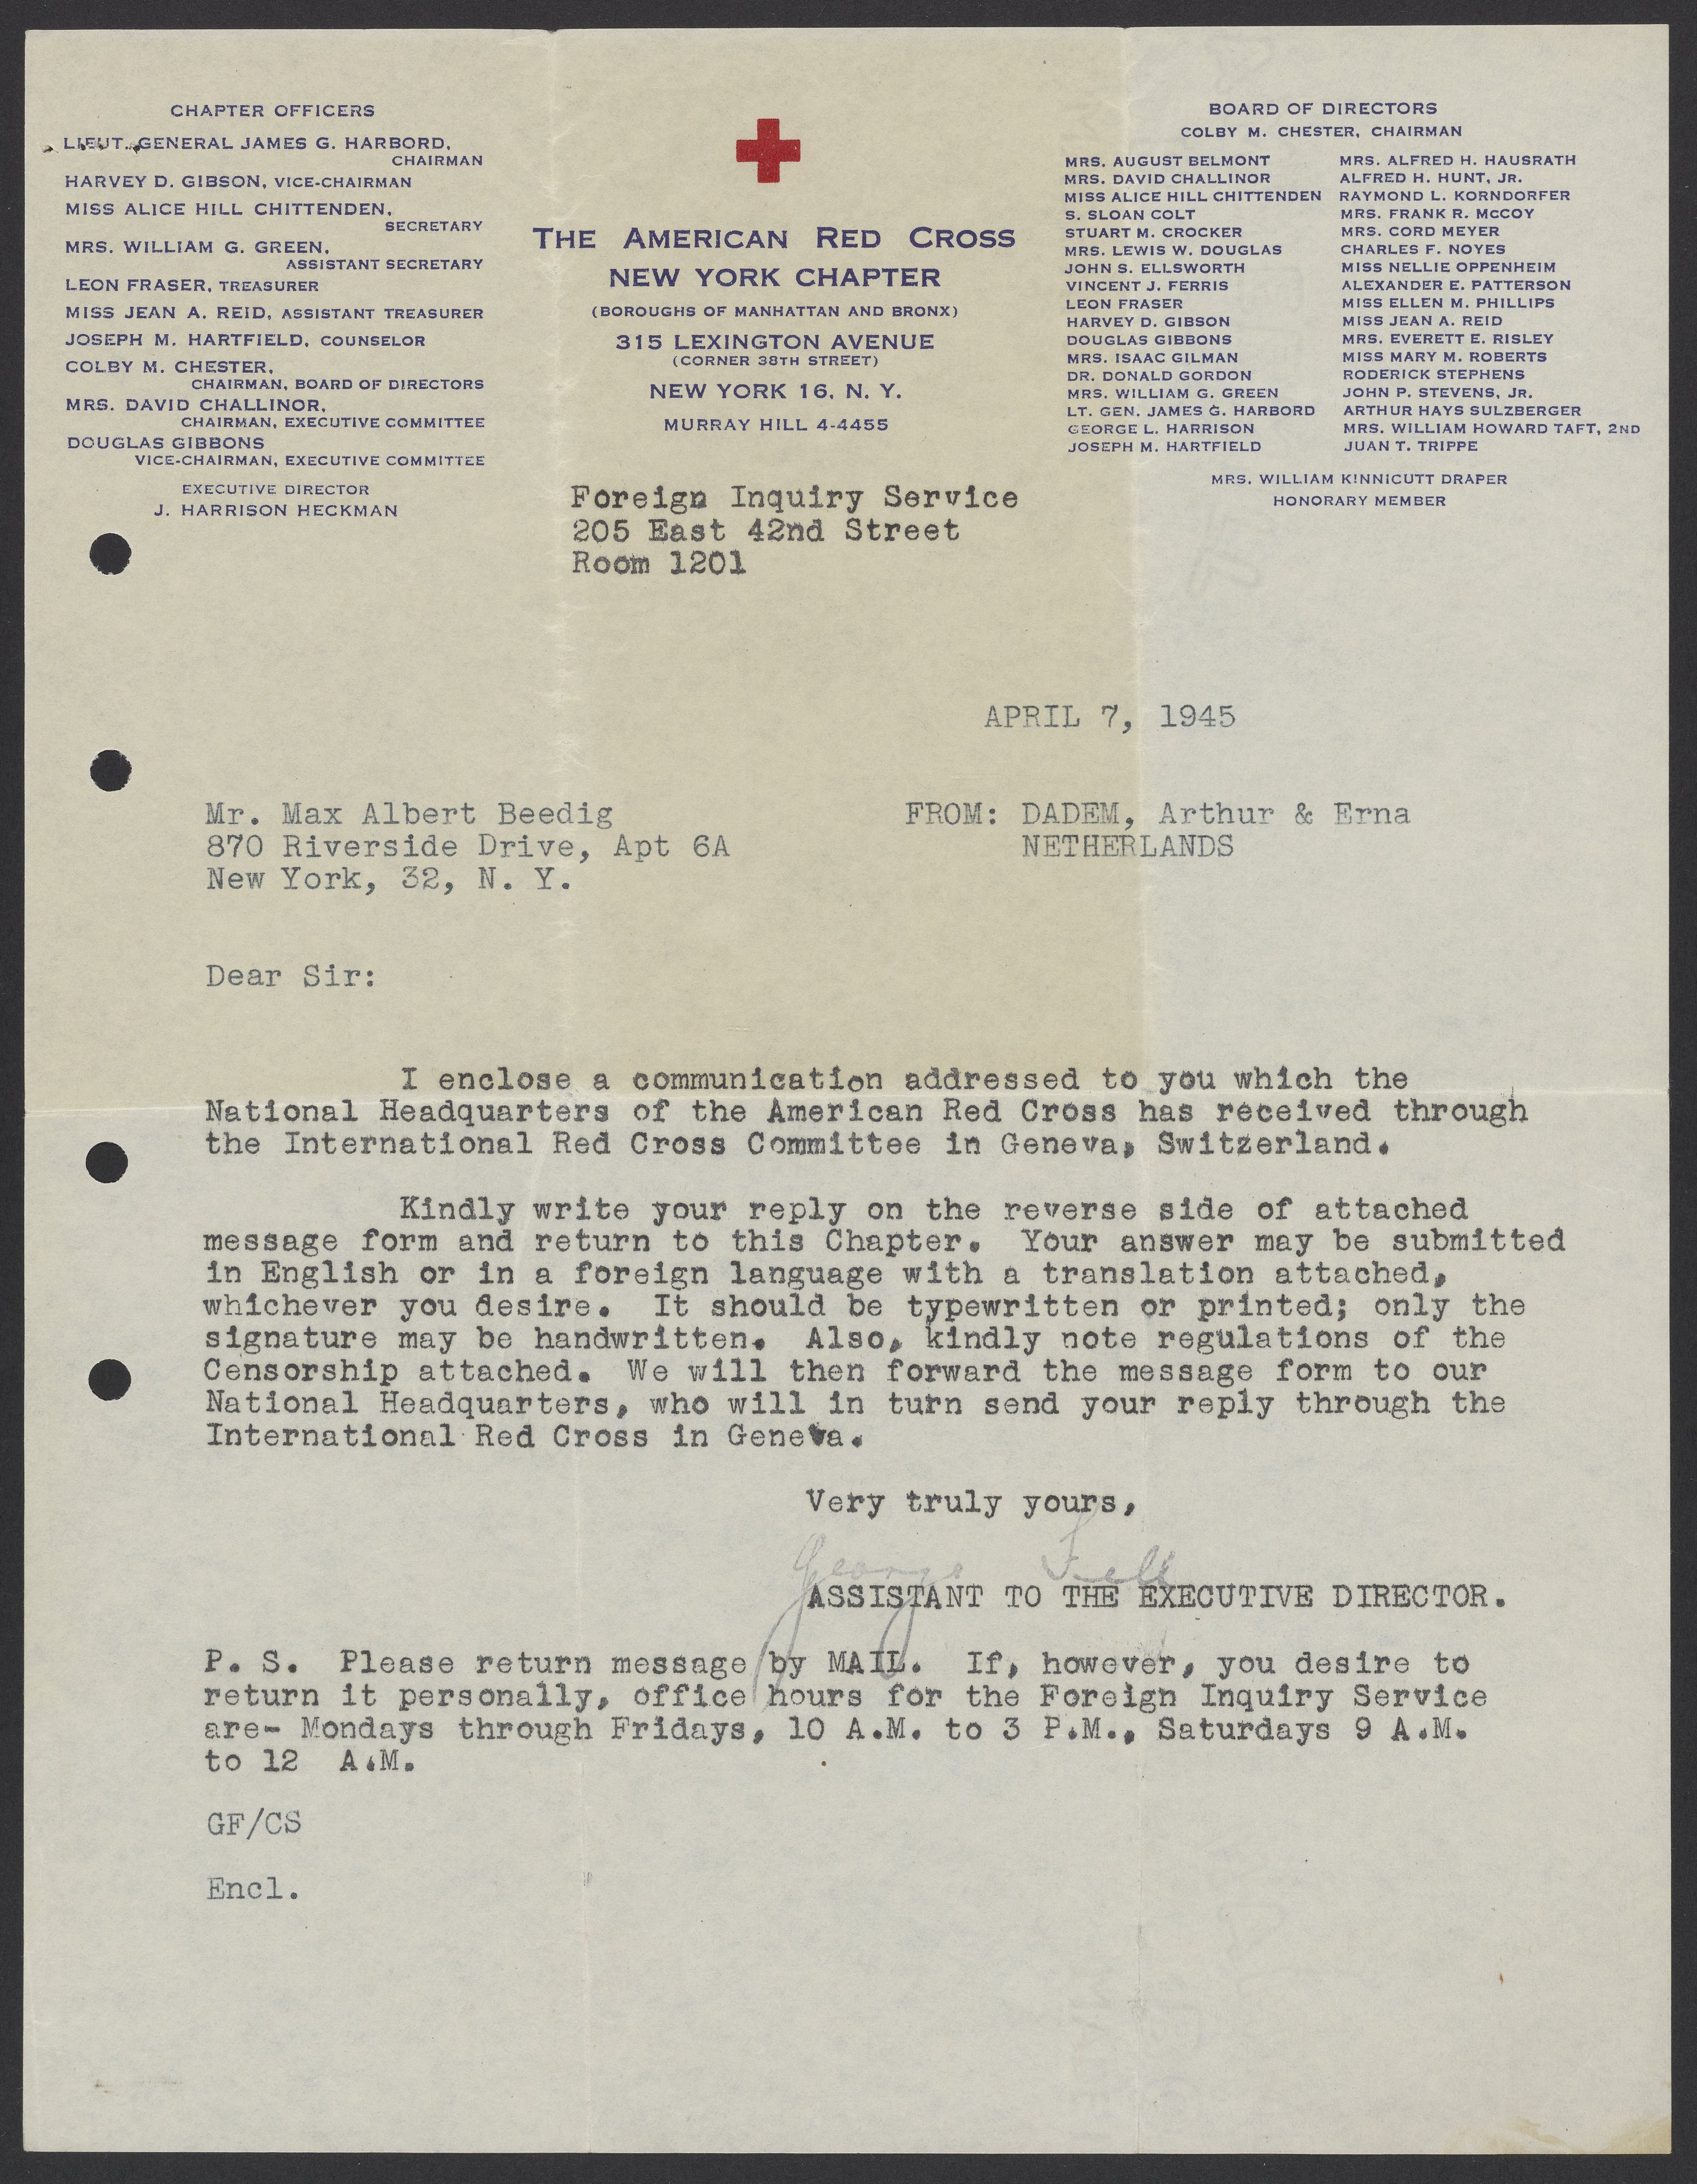 CHAPTER OFFICERS
LIEUT. GENERAL JAMES G. HARBORD,
CHAIRMAN
HARVEY D. GIBSON, VICE-CHAIRMAN
MISS ALICE HILL CHITTENDEN,
SECRETARY
MRS. WILLIAM G. GREEN,
ASSISTANT SECRETARY
LEON FRASER, TREASURER
MISS JEAN A. REID, ASSISTANT TREASURER
JOSEPH M. HARTFIELD, COUNSELOR
COLBY M. CHESTER,
CHAIRMAN, BOARD OF DIRECTORS
MRS. DAVID CHALLINOR,
CHAIRMAN, EXECUTIVE COMMITTEE
DOUGLAS GIBBONS
VICE-CHAIRMAN, EXECUTIVE COMMITTEE
EXECUTIVE DIRECTOR
J. HARRISON HECKMAN
THE AMERICAN RED CROSS
NEW YORK CHAPTER
(BOROUGHS OF MANHATTAN AND BRONX)
315 LEXINGTON AVENUE
(CORNER 38TH STREET)
NEW YORK 16, N. Y.
MURRAY HILL 4-4455
BOARD OF DIRECTORS
COLBY M. CHESTER, CHAIRMAN
MRS. AUGUST BELMONT
MRS. DAVID CHALLINOR
MISS ALICE HILL CHITTENDEN
S. SLOAN COLT
STUART M. CROCKER
MRS. LEWIS W. DOUGLAS
JOHN S. ELLSWORTH
VINCENT J. FERRIS
LEON FRASER
HARVEY D. GIBSON
DOUGLAS GIBBONS
MRS. ISAAC GILMAN
DR. DONALD GORDON
MRS. WILLIAM G. GREEN
LT. GEN. JAMES G. HARBORD
GEORGE L. HARRISON
JOSEPH M. HARTFIELD
MRS. ALFRED H. HAUSRATH
ALFRED H. HUNT, JR.
RAYMOND L. KORNDORFER
MRS. FRANK R. MCCOY
MRS. CORD MEYER
CHARLES F. NOYES
MISS NELLIE OPPENHEIM
ALEXANDER E. PATTERSON
MISS ELLEN M. PHILLIPS
MISS JEAN A. REID
MRS. EVERETT E. RISLEY
MISS MARY M. ROBERTS
RODERICK STEPHENS
JOHN P. STEVENS, JR.
ARTHUR HAYS SULZBERGER
MRS. WILLIAM HOWARD TAFT, 2ND
JUAN T. TRIPPE
MRS. WILLIAM KINNICUTT DRAPER
HONORARY MEMBER
Foreign Inquiry Service
205 East 42nd Street
Room 1201
APRIL 7, 1945
Mr. Max Albert Beedig
870 Riverside Drive, Apt 6A
New York, 32, N. Y.
FROM: DADEM, Arthur & Erna
NETHERLANDS
Dear Sir:
I enclose a communication addressed to you which the
National Headquarters of the American Red Cross has received through
the International Red Cross Committee in Geneva, Switzerland.
Kindly write your reply on the reverse side of attached
message form and return to this Chapter. Your answer may be submitted
in English or in a foreign language with a translation attached,
whichever you desire. It should be typewritten or printed; only the
signature may be handwritten. Also, kindly note regulations of the
Censorship attached. We will then forward the message form to our
National Headquarters, who will in turn send your reply through the
International Red Cross in Geneva.
Very truly yours,
George Fell
ASSISTANT TO THE EXECUTIVE DIRECTOR.
P. S. Please return message by MAIL. If, however, you desire to
return it personally, office hours for the Foreign Inquiry Service
are- Mondays through Fridays, 10 A.M. to 3 P.M., Saturdays 9 A.M.
to 12 A.M.
GF/CS
Encl.